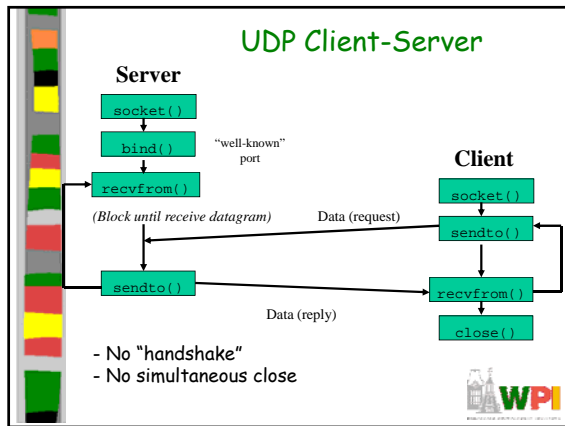 UDP Client-Server
Server
socket()
bind()
"well-known"
port
recvfrom()
(Block until receive datagram)
sendto()
Client
socket()
Data (request)
sendto()
recvfrom()
Data (reply)
close()
- No "handshake"
- No simultaneous close
WPI